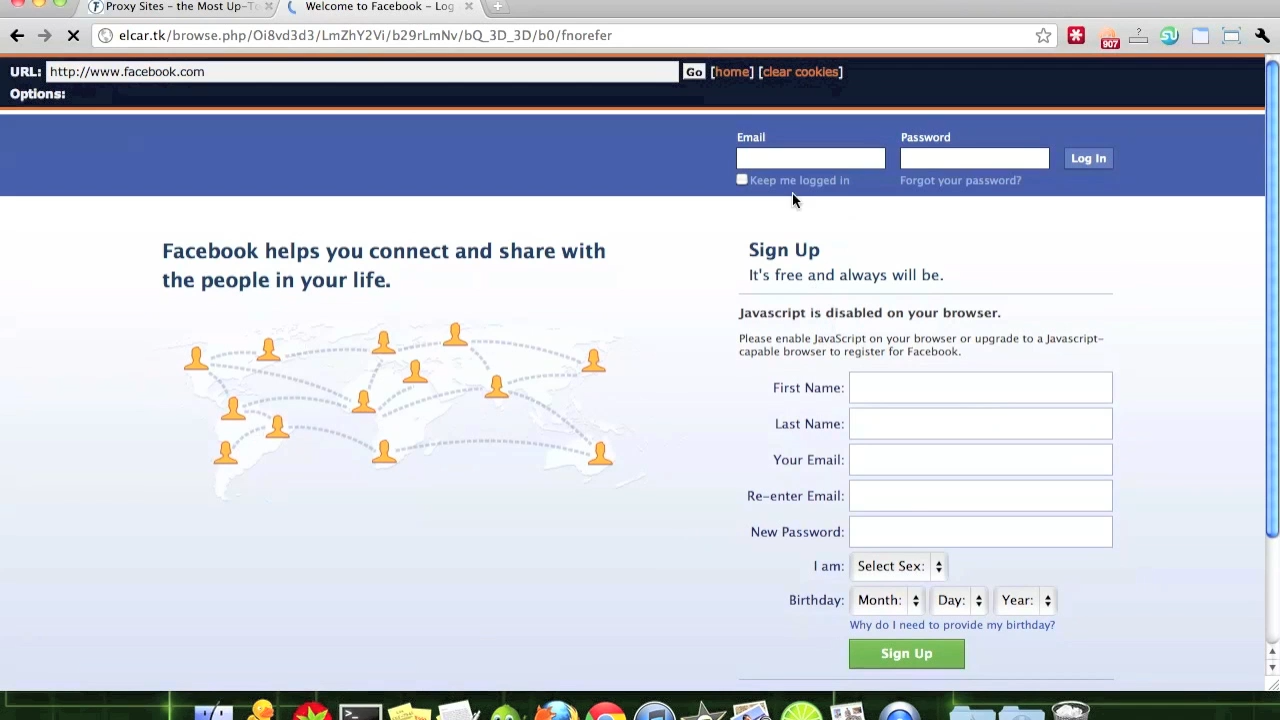 Proxy Sites - the Most Up-To
Welcome to Facebook - Log
elcar.tk/browse.php/Oi8vd3d3/LmZhY2Vi/b29rLmNv/bQ_3D_3D/b0/fnorefer
907
URL: http://www.facebook.com Go [home] [clear cookies]
Options:
Email Password
Log In
Keep me logged in Forgot your password?
Facebook helps you connect and share with
the people in your life.
Sign Up
It's free and always will be.
Javascript is disabled on your browser.
Please enable JavaScript on your browser or upgrade to a Javascript-
capable browser to register for Facebook.
First Name:
Last Name:
Your Email:
Re-enter Email:
New Password:
I am: Select Sex:
Birthday: Month: Day: Year:
Why do I need to provide my birthday?
Sign Up